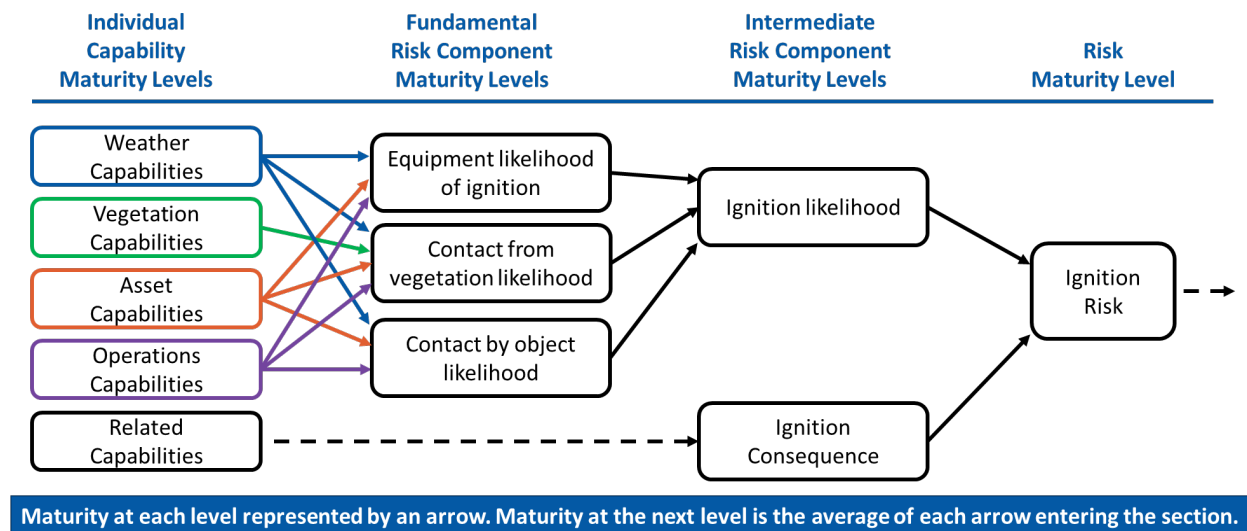 Individual
Capability
Maturity Levels
Fundamental
Risk Component
Maturity Levels
Intermediate
Risk Component
Maturity Levels
Risk
Maturity Level
Weather
Capabilities
Vegetation
Capabilities
Asset
Capabilities
Operations
Capabilities
Related
Capabilities
Equipment likelihood
of ignition
Contact from
vegetation likelihood
Contact by object
likelihood
Ignition likelihood
Ignition
Consequence
Ignition
Risk
Maturity at each level represented by an arrow. Maturity at the next level is the average of each arrow entering the section.